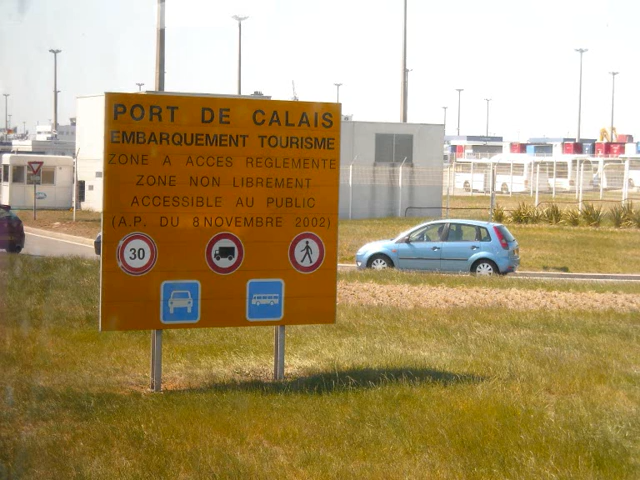 PORT DE CALAIS
EMBARQUEMENT TOURISME
ZONE A ACCES REGLEMENTE
ZONE NON LIBREMENT
ACCESSIBLE AU PUBLIC
(A.P. DU 8 NOVEMBRE 2002)
30